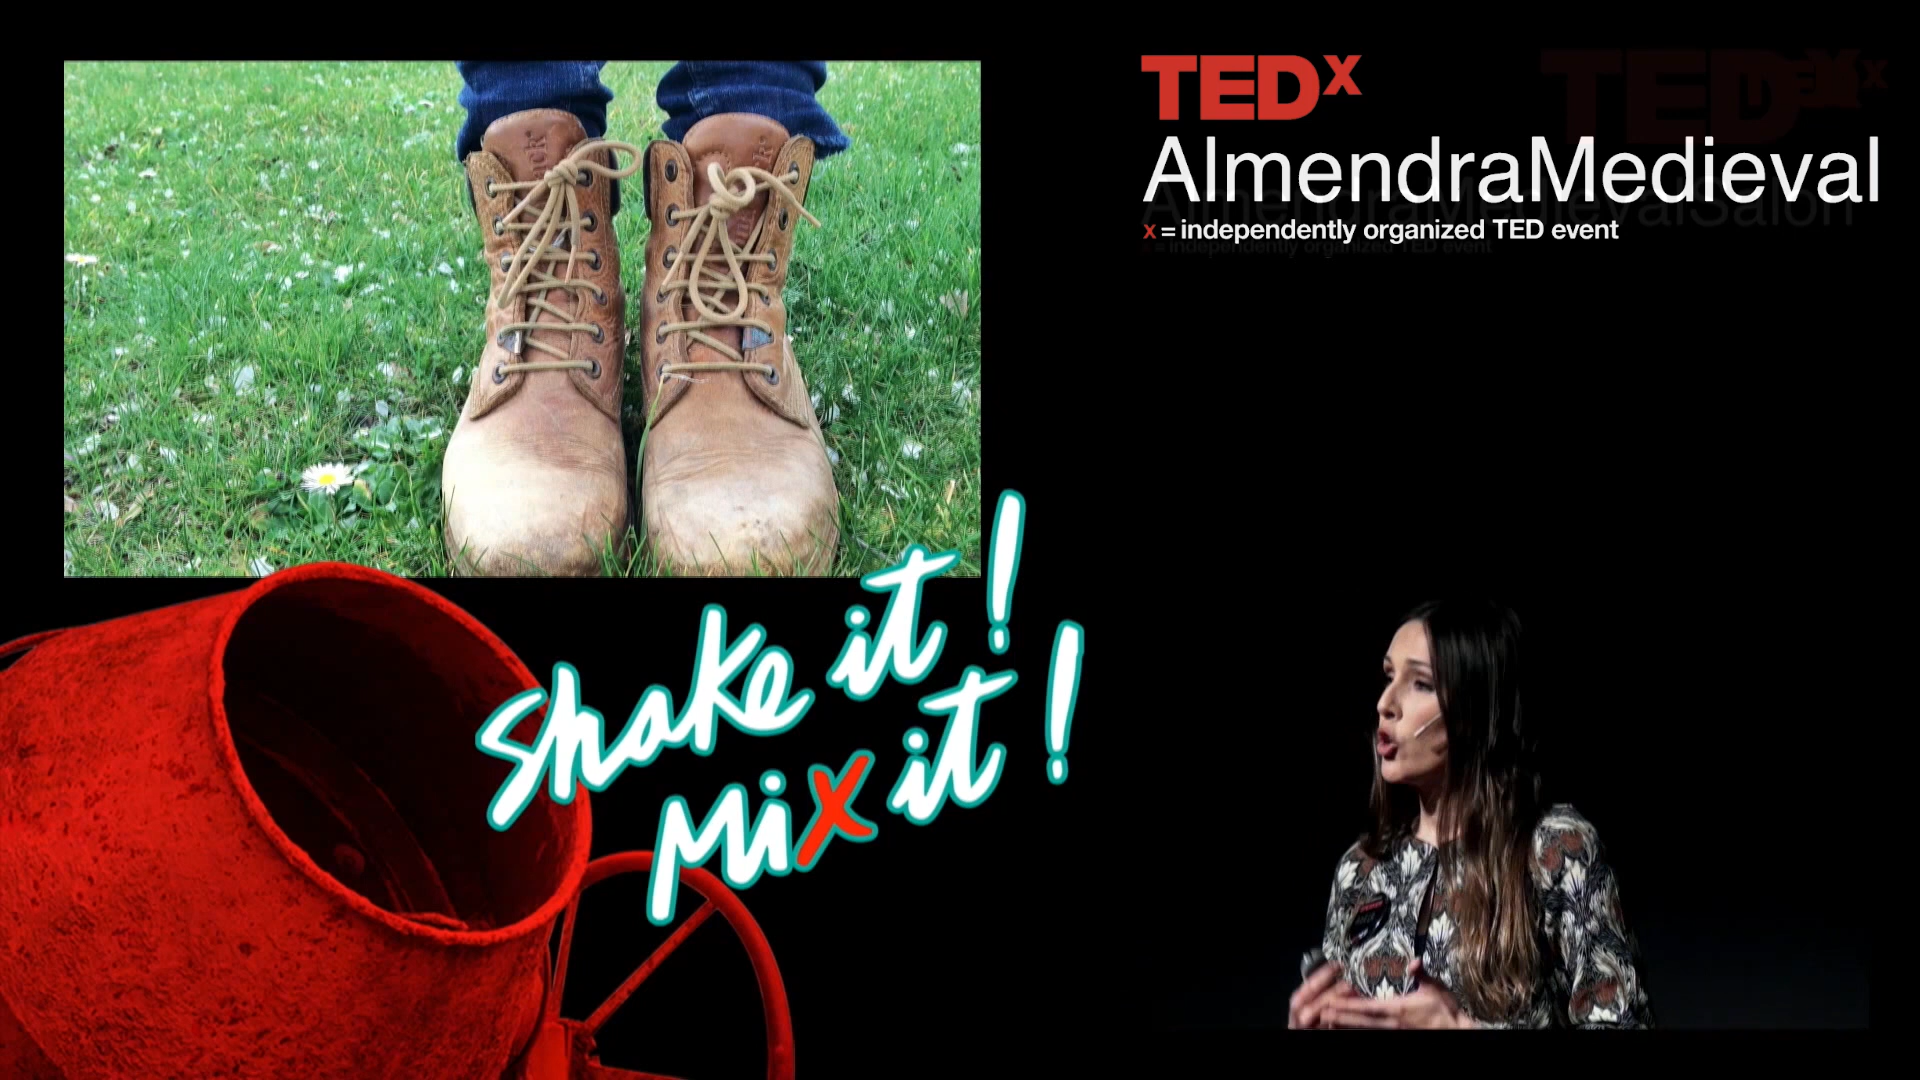 TEDx
AlmendraMedieval
x = independently organized TED event
Shake it!
Mix it!